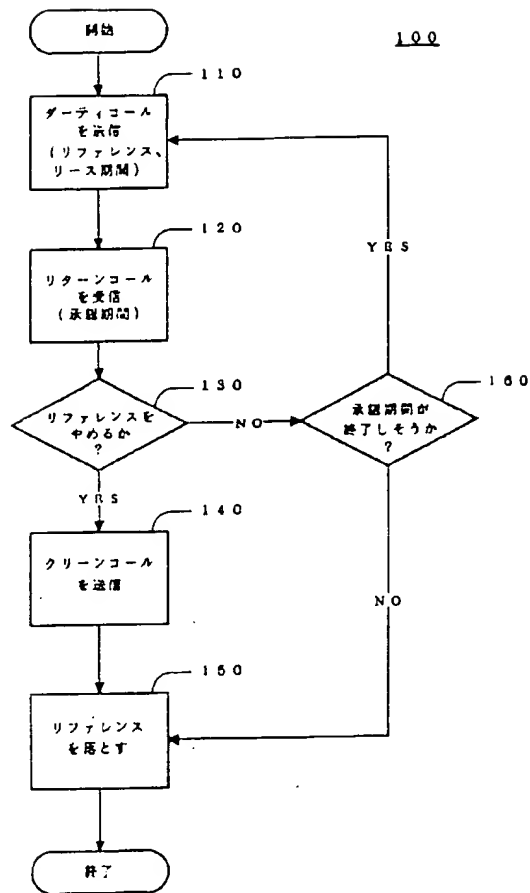 開始
100
110
ダーティコール
を送信
(リファレンス、
リース期間)
120
リターンコール
を受信
(承認期間)
130
リファレンスを
やめるか
?
NO
160
承認期間が
終了しそうか
?
YES
YES
140
クリーンコール
を送信
NO
150
リファレンス
を落とす
終了